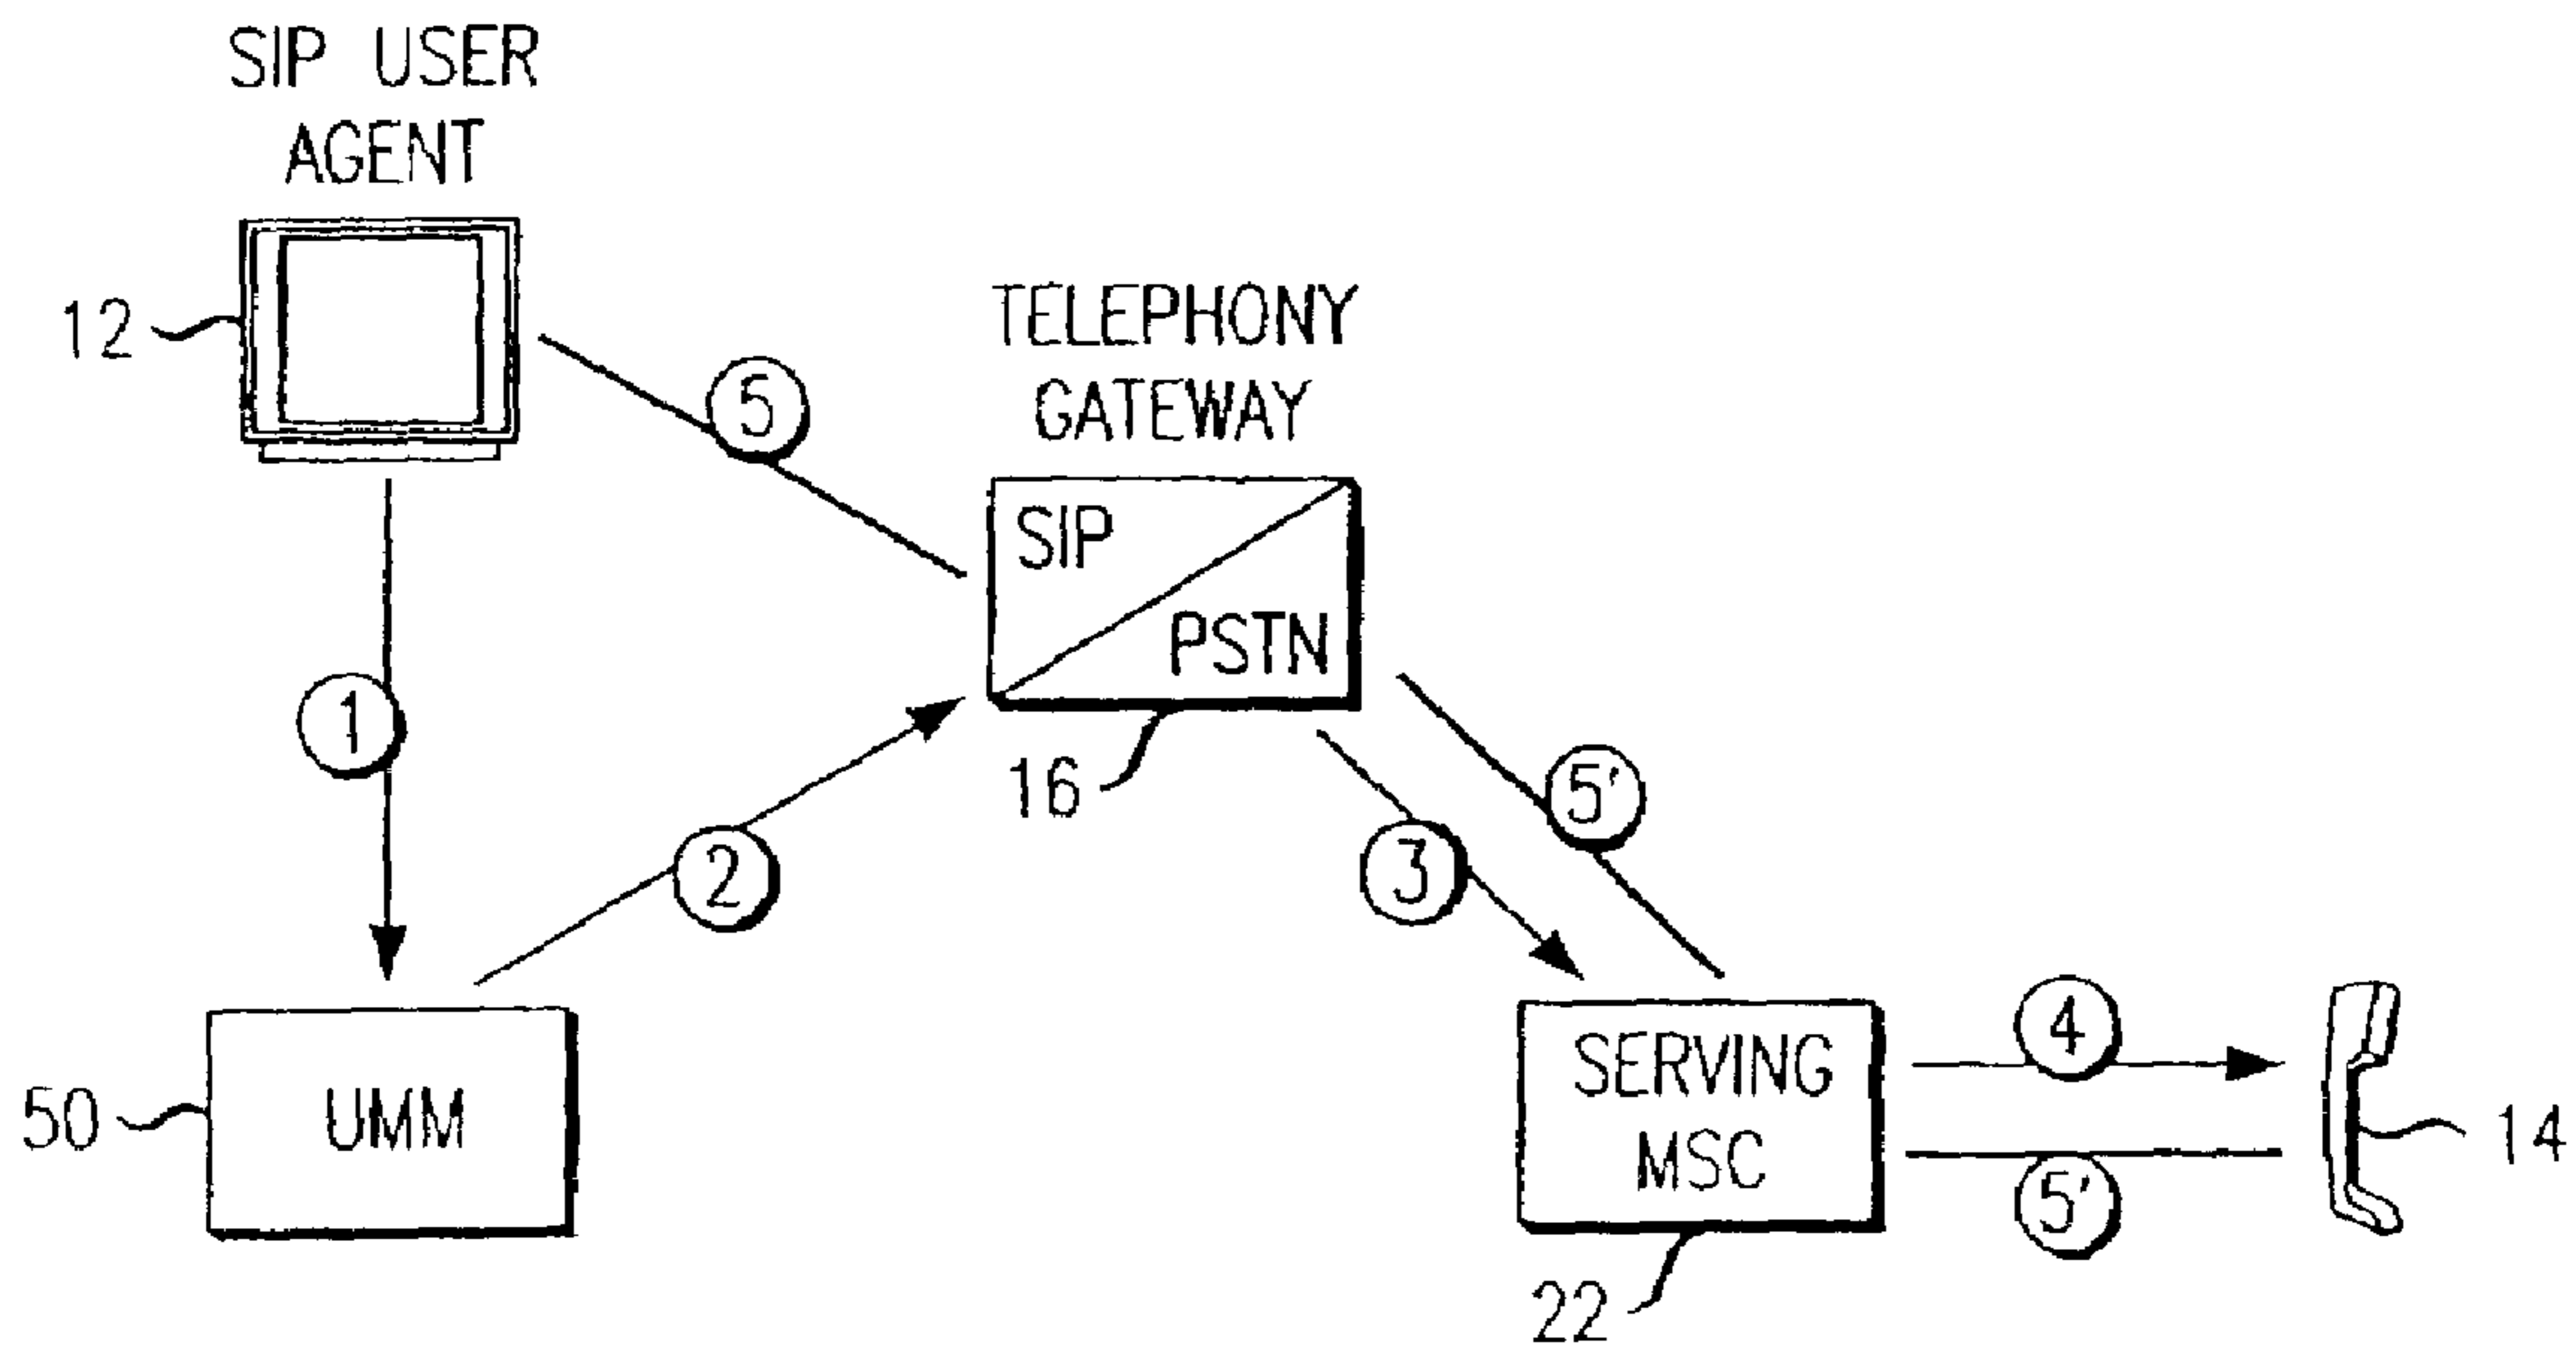 SIP USER
AGENT
12
5
TELEPHONY
GATEWAY
SIP
PSTN
16
1
2
3
5'
50
UMM
SERVING
MSC
22
4
5'
14